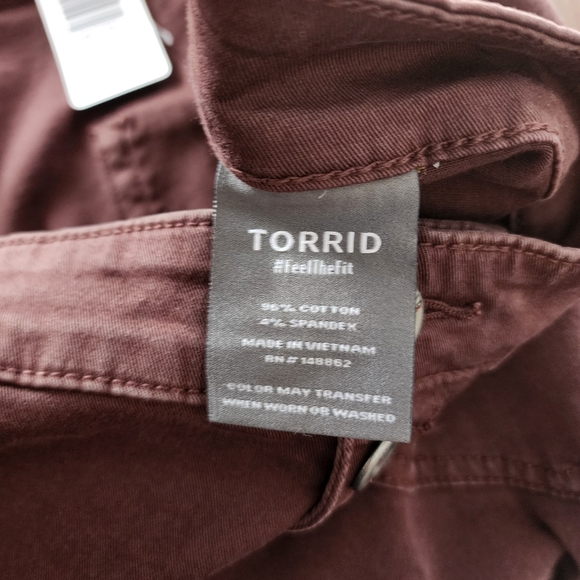 TORRID
#FeelTheFit
96% COTTON
4% SPANDEX
MADE IN VIETNAM
RN# 148862
COLOR MAY TRANSFER
WHEN WORN OR WASHED